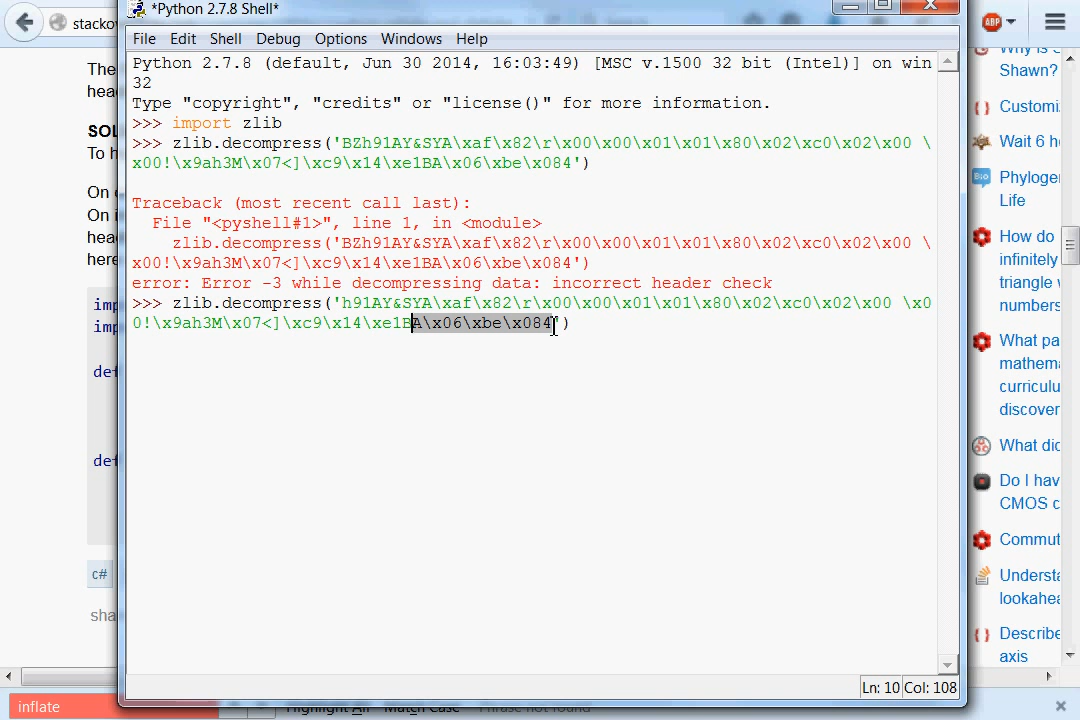 *Python 2.7.8 Shell*
File Edit Shell Debug Options Windows Help
Python 2.7.8 (default, Jun 30 2014, 16:03:49) [MSC v.1500 32 bit (Intel)] on win
32
Type "copyright", "credits" or "license()" for more information.
>>> import zlib
>>> zlib.decompress('BZh91AY&SYA\xaf\x82\r\x00\x00\x01\x01\x80\x02\xc0\x02\x00 \
x00!\x9ah3M\x07<]\xc9\x14\xe1BA\x06\xbe\x084')
Traceback (most recent call last):
File "<pyshell#1>", line 1, in <module>
zlib.decompress('BZh91AY&SYA\xaf\x82\r\x00\x00\x01\x01\x80\x02\xc0\x02\x00 \
x00!\x9ah3M\x07<]\xc9\x14\xe1BA\x06\xbe\x084')
error: Error -3 while decompressing data: incorrect header check
>>> zlib.decompress('h91AY&SYA\xaf\x82\r\x00\x00\x01\x01\x80\x02\xc0\x02\x00 \x0
0!\x9ah3M\x07<]\xc9\x14\xe1BA\x06\xbe\x084')
Ln: 10 Col: 108
stacko
The
hea
SOL
To h
On
On i
hea
here
imp
imp
def
def
c#
sha
inflate
Highlight All Match Case Phrase not found
ABP
Why is S
Shawn?
Customi
Wait 6 h
Bio
Phyloge
Life
How do
infinitely
triangle
numbers
What pa
mathema
curriculu
discover
What did
Do I hav
CMOS c
Commut
Understa
lookahea
Describe
axis